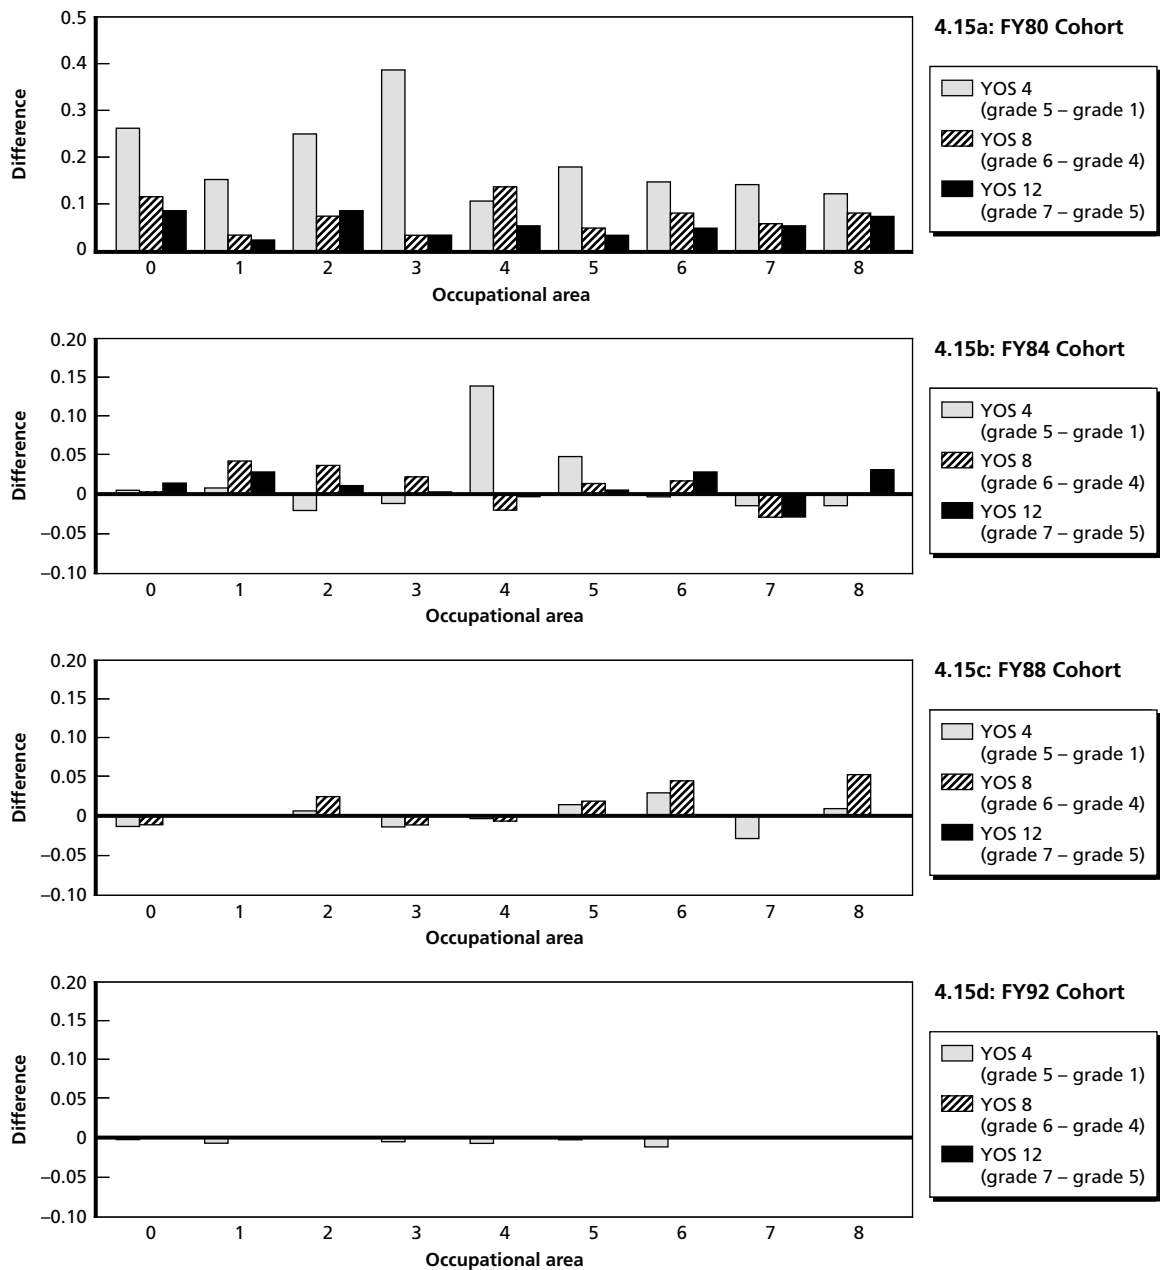 4.15a: FY80 Cohort
0.5
0.4
0.3
0.2
0.1
0
Difference
0 1 2 3 4 5 6 7 8
Occupational area
YOS 4
(grade 5 – grade 1)
YOS 8
(grade 6 – grade 4)
YOS 12
(grade 7 – grade 5)
4.15b: FY84 Cohort
0.20
0.15
0.10
0.05
0
–0.05
–0.10
Difference
0 1 2 3 4 5 6 7 8
Occupational area
YOS 4
(grade 5 – grade 1)
YOS 8
(grade 6 – grade 4)
YOS 12
(grade 7 – grade 5)
4.15c: FY88 Cohort
0.20
0.15
0.10
0.05
0
–0.05
–0.10
Difference
0 1 2 3 4 5 6 7 8
Occupational area
YOS 4
(grade 5 – grade 1)
YOS 8
(grade 6 – grade 4)
YOS 12
(grade 7 – grade 5)
4.15d: FY92 Cohort
0.20
0.15
0.10
0.05
0
–0.05
–0.10
Difference
0 1 2 3 4 5 6 7 8
Occupational area
YOS 4
(grade 5 – grade 1)
YOS 8
(grade 6 – grade 4)
YOS 12
(grade 7 – grade 5)